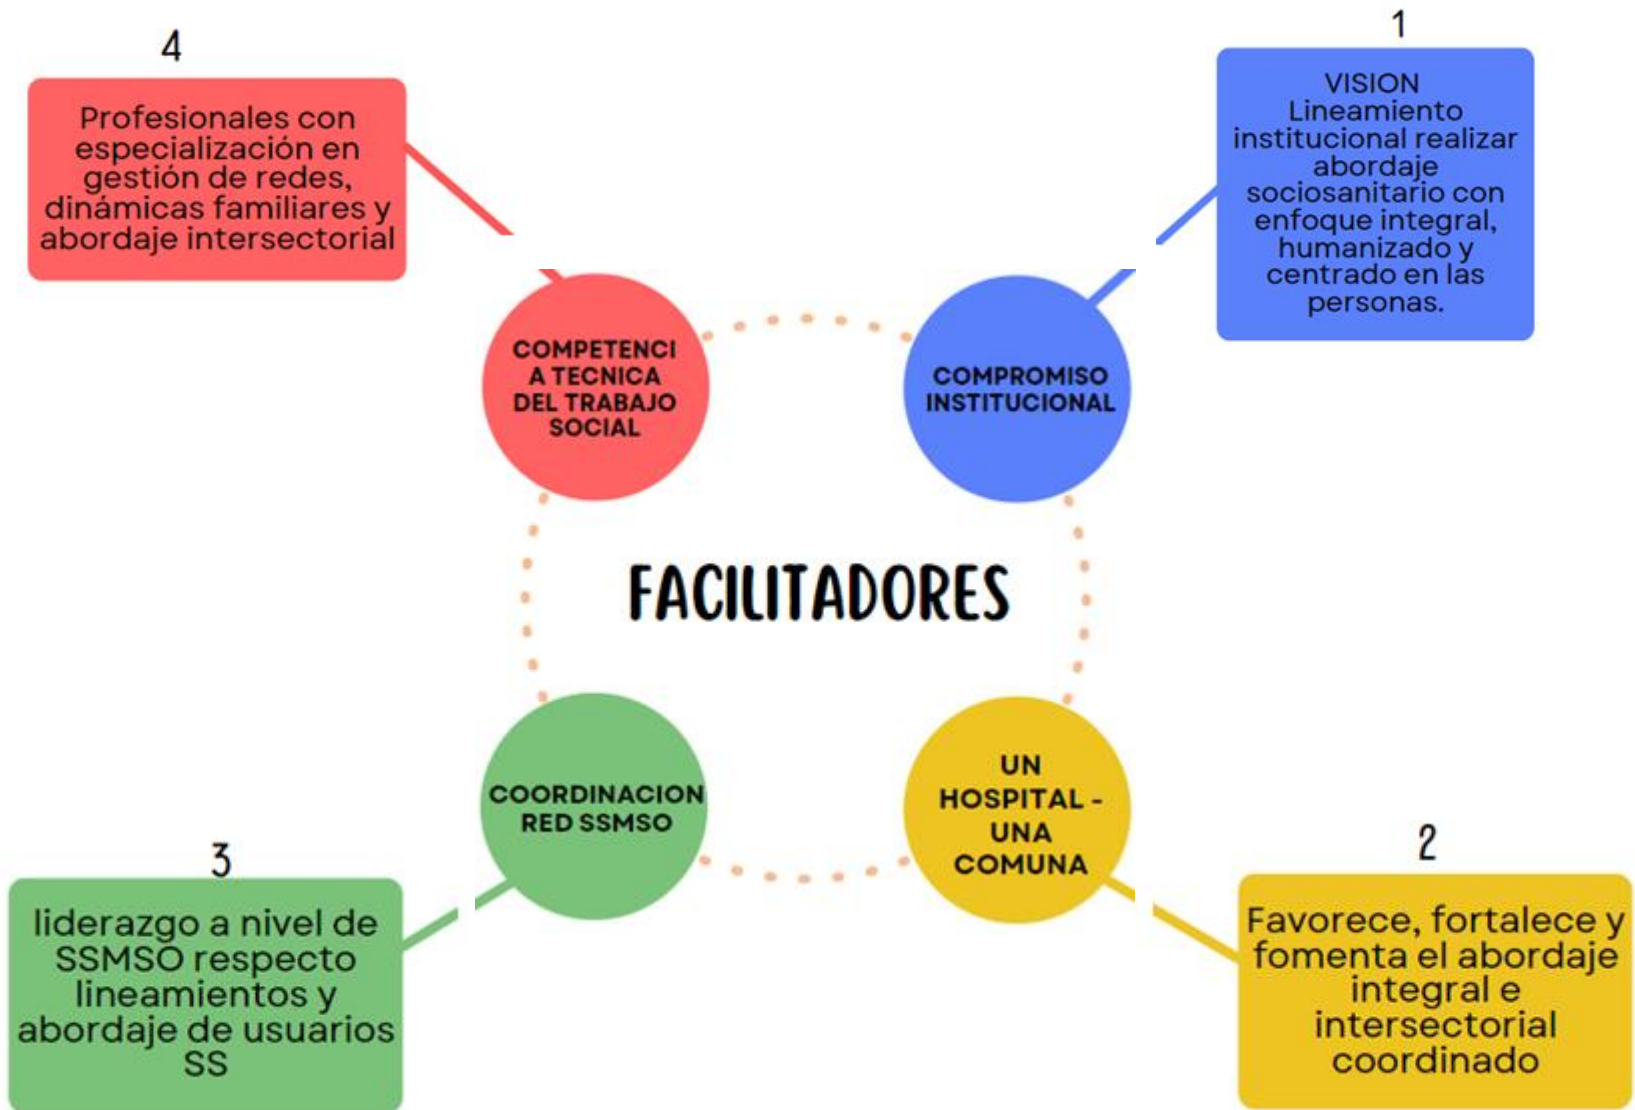 4
Profesionales con
especialización en
gestión de redes,
dinámicas familiares y
abordaje intersectorial
1
VISION
Lineamiento
institucional realizar
abordaje
sociosanitario con
enfoque integral,
humanizado y
centrado en las
personas.
COMPETENCI
A TECNICA
DEL TRABAJO
SOCIAL
COMPROMISO
INSTITUCIONAL
FACILITADORES
COORDINACION
RED SSMSO
UN
HOSPITAL -
UNA
COMUNA
3
liderazgo a nivel de
SSMSO respecto
lineamientos y
abordaje de usuarios
SS
2
Favorece, fortalece y
fomenta el abordaje
integral e
intersectorial
coordinado